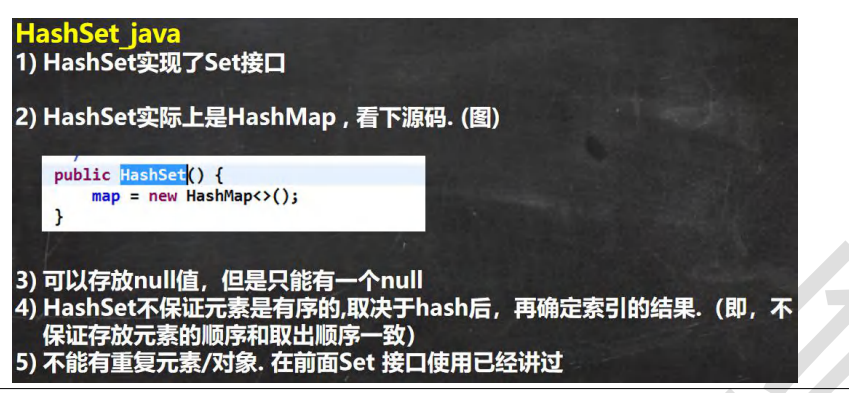 HashSet_java
1) HashSet实现了Set接口
2) HashSet实际上是HashMap , 看下源码. (图)
public HashSet() {
map = new HashMap<>();
}
3) 可以存放null值，但是只能有一个null
4) HashSet不保证元素是有序的,取决于hash后，再确定索引的结果.（即，不
保证存放元素的顺序和取出顺序一致）
5) 不能有重复元素/对象. 在前面Set 接口使用已经讲过